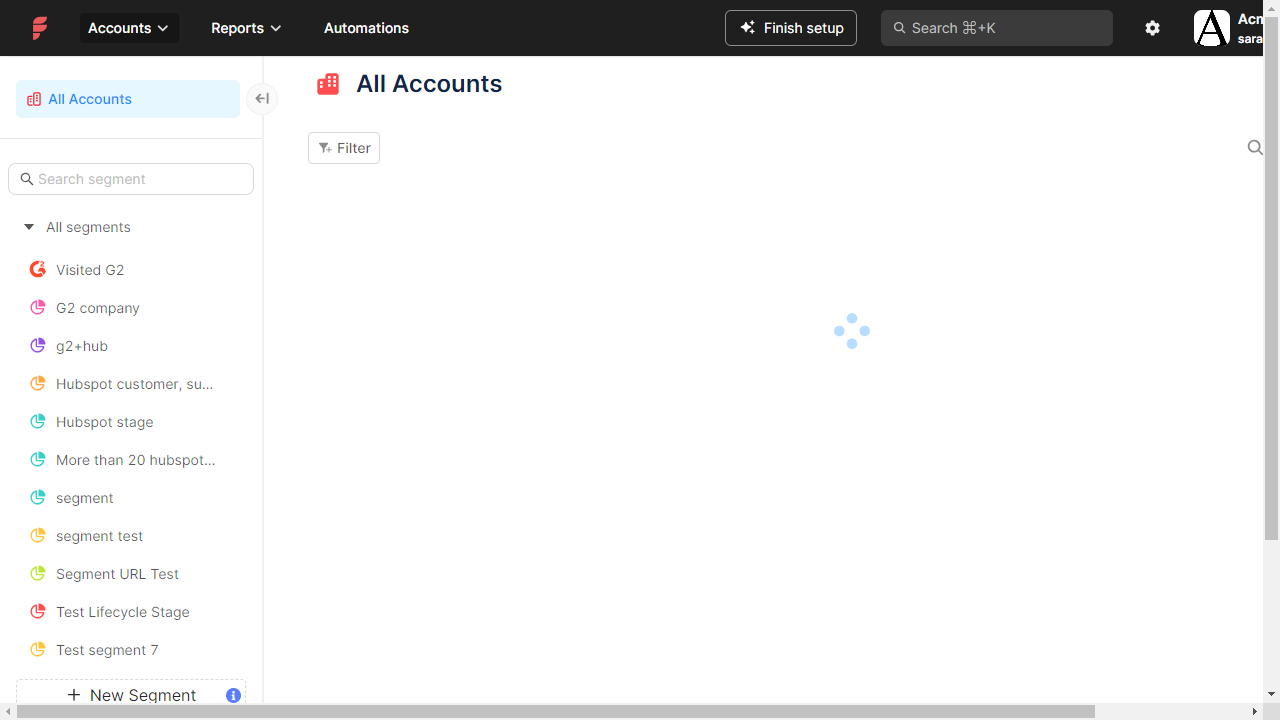 Accounts
Reports
Automations
Finish setup
Search ⌘+K
Acn
sara
All Accounts
All Accounts
Filter
Search segment
All segments
Visited G2
G2 company
g2+hub
Hubspot customer, su...
Hubspot stage
More than 20 hubspot...
segment
segment test
Segment URL Test
Test Lifecycle Stage
Test segment 7
New Segment